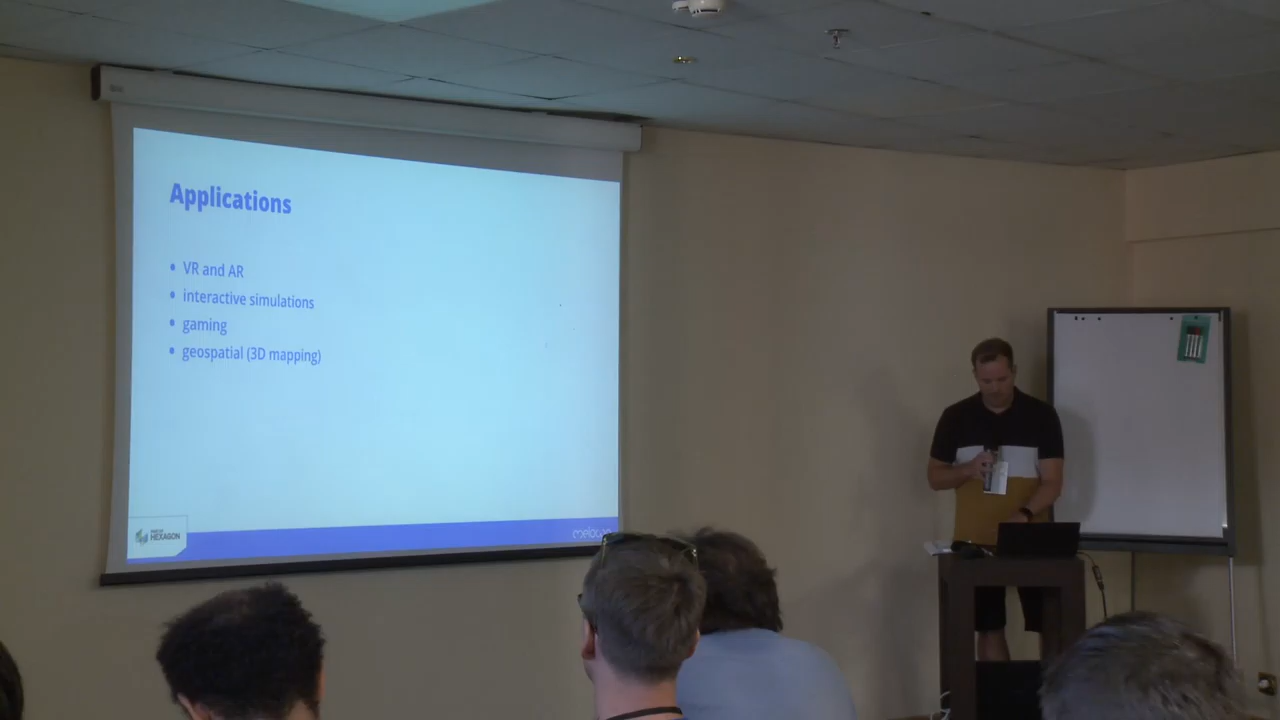 Applications
• VR and AR
• interactive simulations
• gaming
• geospatial (3D mapping)
HEXAGON